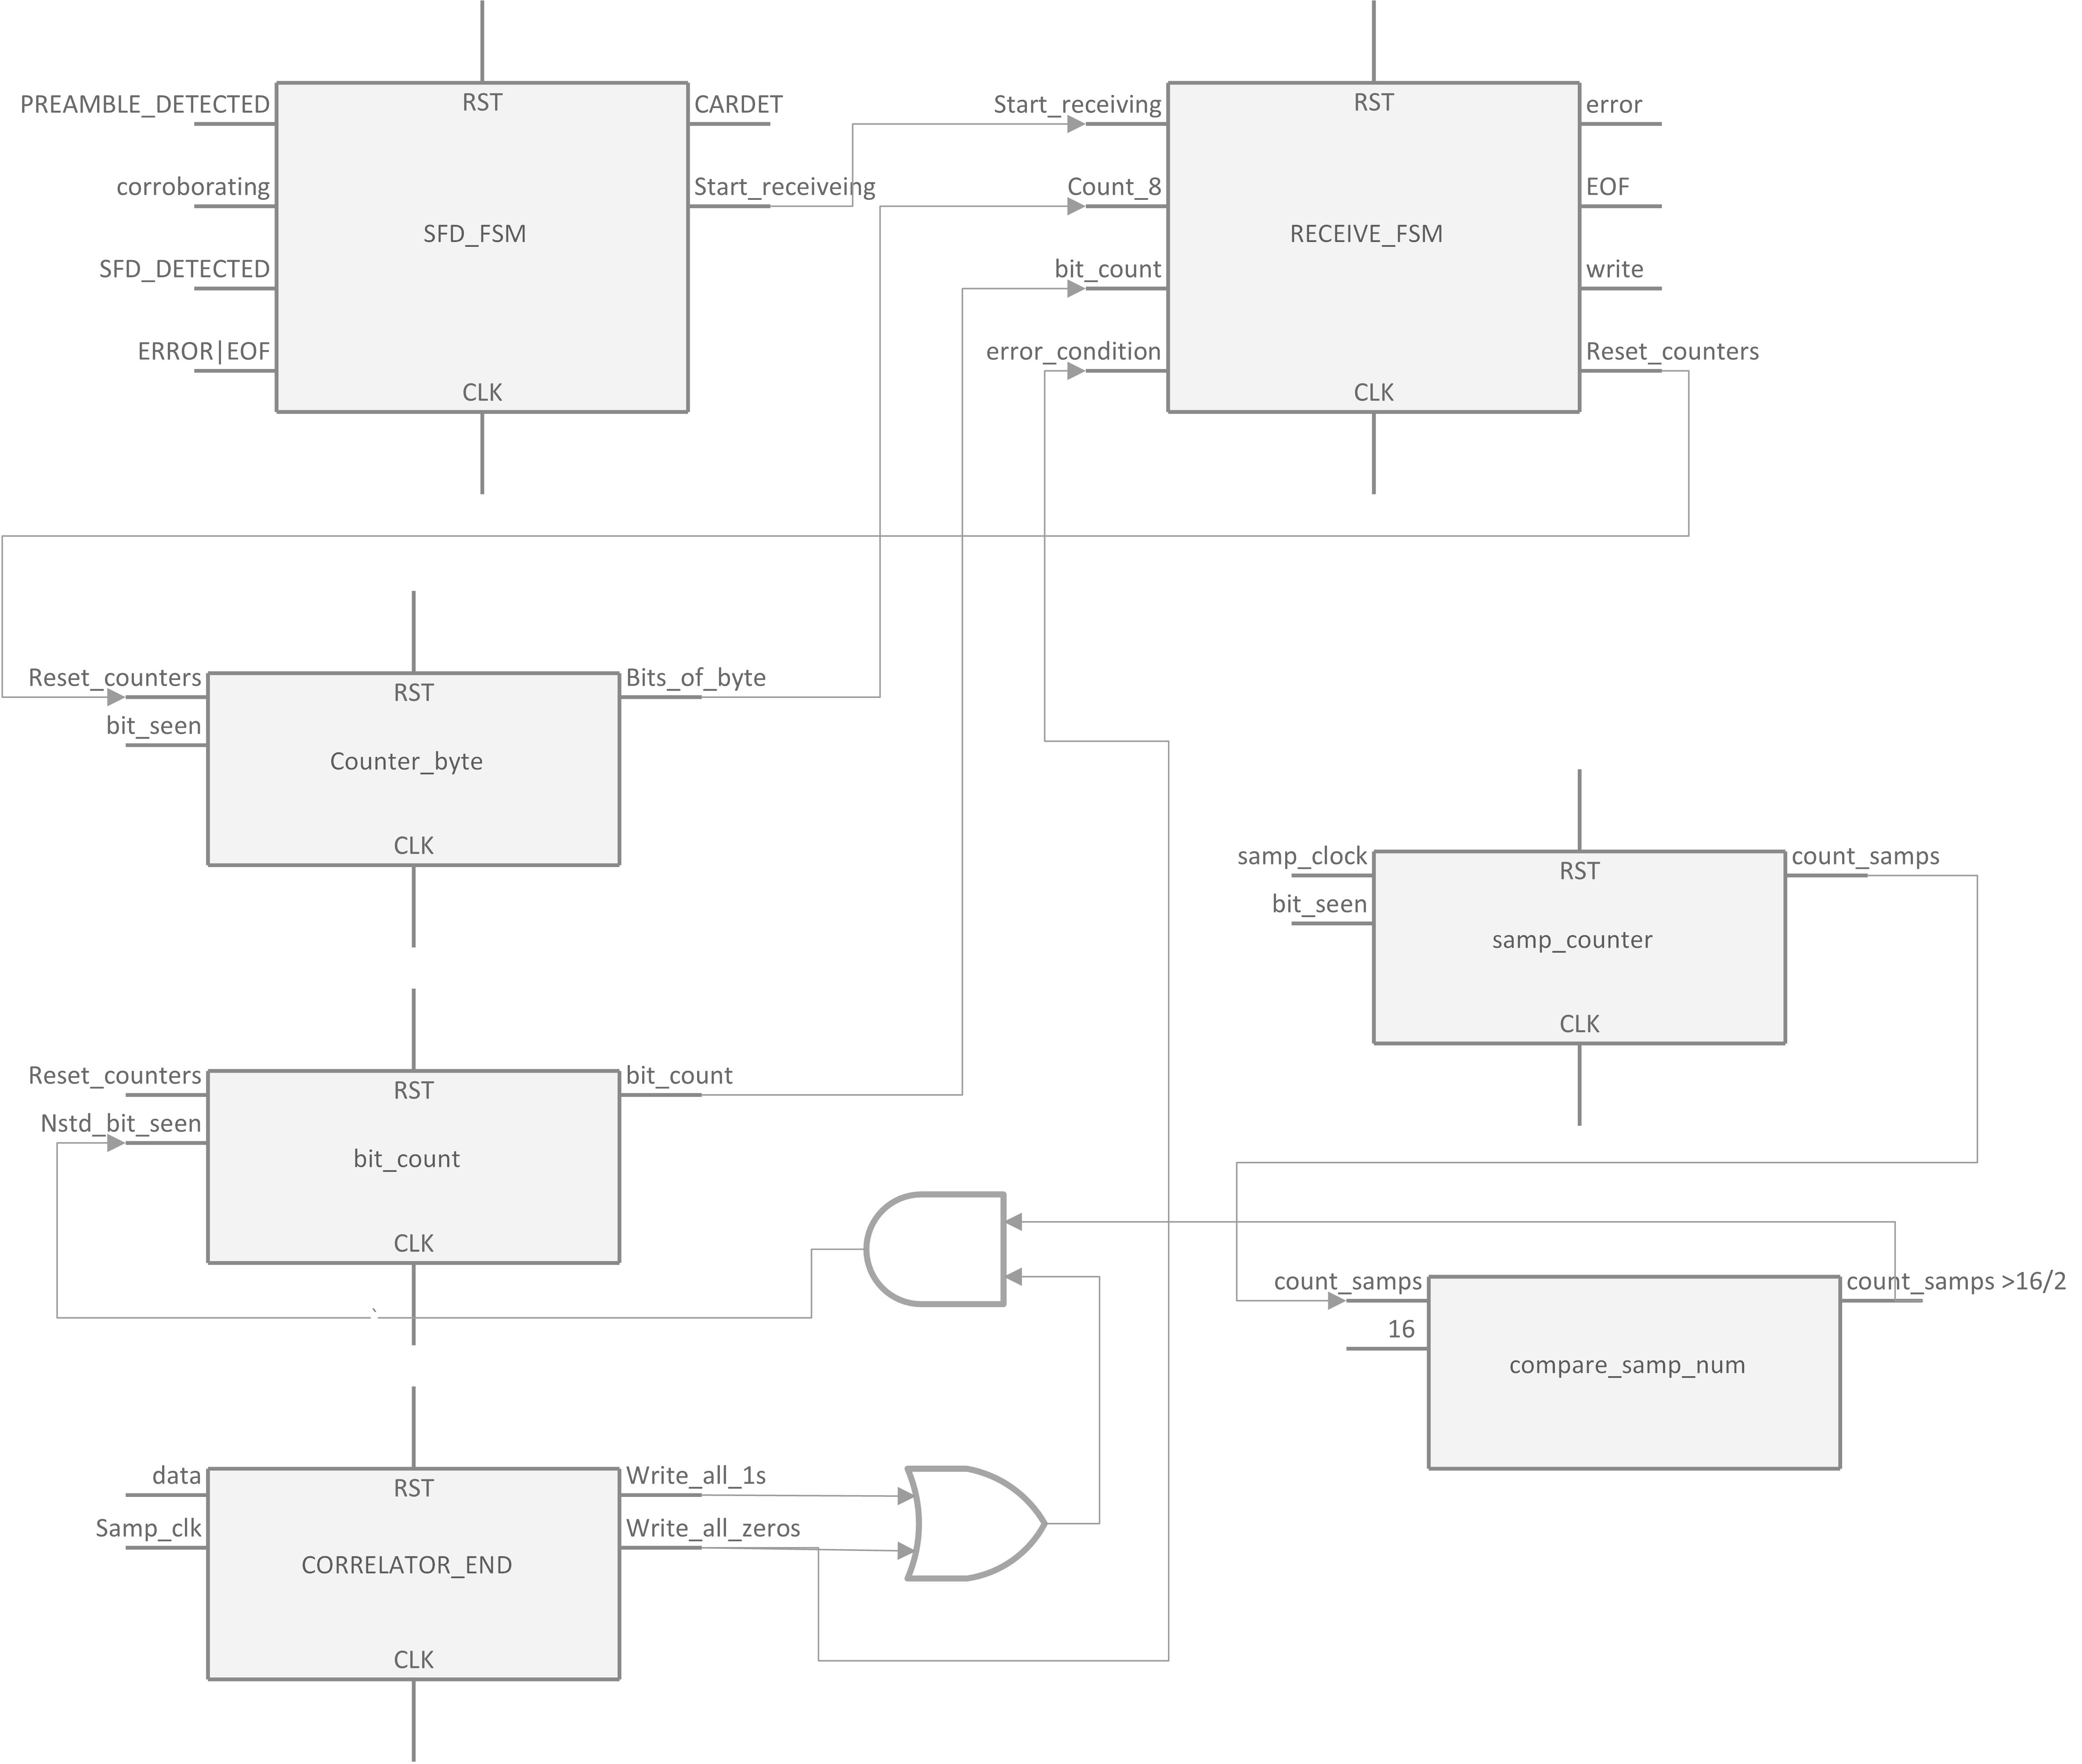 PREAMBLE_DETECTED
corroborating
SFD_DETECTED
ERROR|EOF
RST
SFD_FSM
CLK
CARDET
Start_receiveing
Start_receiving
Count_8
bit_count
error_condition
RST
RECEIVE_FSM
CLK
error
EOF
write
Reset_counters
Reset_counters
bit_seen
RST
Counter_byte
CLK
Bits_of_byte
samp_clock
bit_seen
RST
samp_counter
CLK
count_samps
Reset_counters
Nstd_bit_seen
RST
bit_count
CLK
bit_count
`
count_samps
16
compare_samp_num
count_samps >16/2
data
Samp_clk
RST
CORRELATOR_END
CLK
Write_all_1s
Write_all_zeros